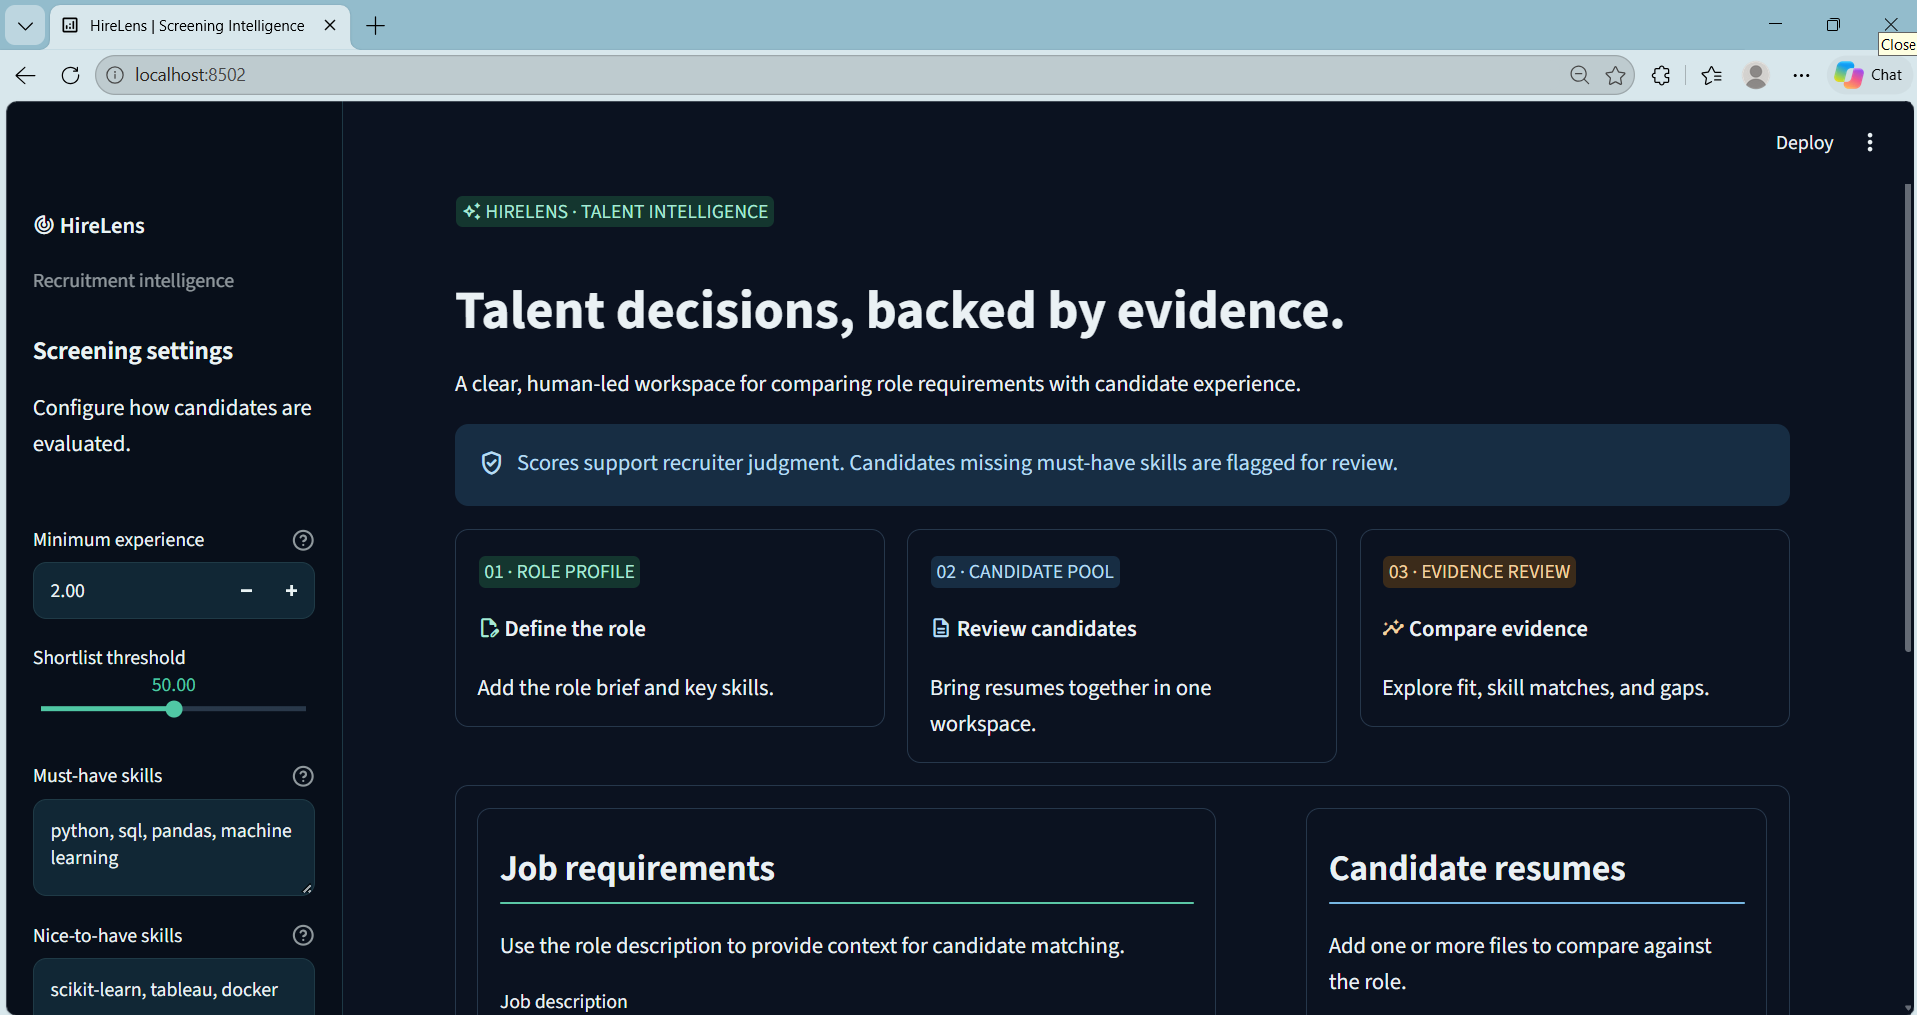 HireLens | Screening Intelligence
Close
localhost:8502
Chat
Deploy
HireLens
Recruitment intelligence
Screening settings
Configure how candidates are
evaluated.
Minimum experience
2.00
Shortlist threshold
50.00
Must-have skills
python, sql, pandas, machine
learning
Nice-to-have skills
scikit-learn, tableau, docker
HIRELENS · TALENT INTELLIGENCE
Talent decisions, backed by evidence.
A clear, human-led workspace for comparing role requirements with candidate experience.
Scores support recruiter judgment. Candidates missing must-have skills are flagged for review.
01 · ROLE PROFILE
Define the role
Add the role brief and key skills.
02 · CANDIDATE POOL
Review candidates
Bring resumes together in one
workspace.
03 · EVIDENCE REVIEW
Compare evidence
Explore fit, skill matches, and gaps.
Job requirements
Use the role description to provide context for candidate matching.
Job description
Candidate resumes
Add one or more files to compare against
the role.